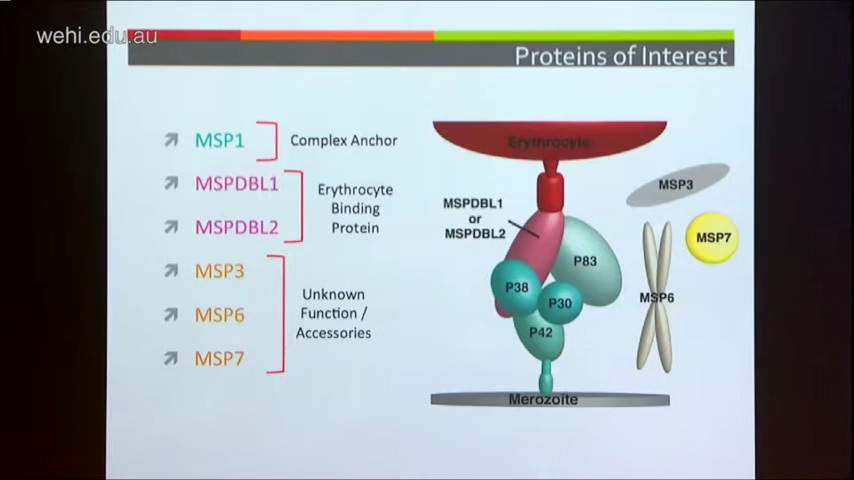 wehi.edu.au
Proteins of Interest
MSP1
Complex Anchor
MSPDBL1
MSPDBL2
Erythrocyte
Binding
Protein
MSP3
MSP6
MSP7
Unknown
Function /
Accessories
Erythrocyte
MSPDBL1
or
MSPDBL2
P83
P38
P30
P42
Merozoite
MSP3
MSP7
MSP6